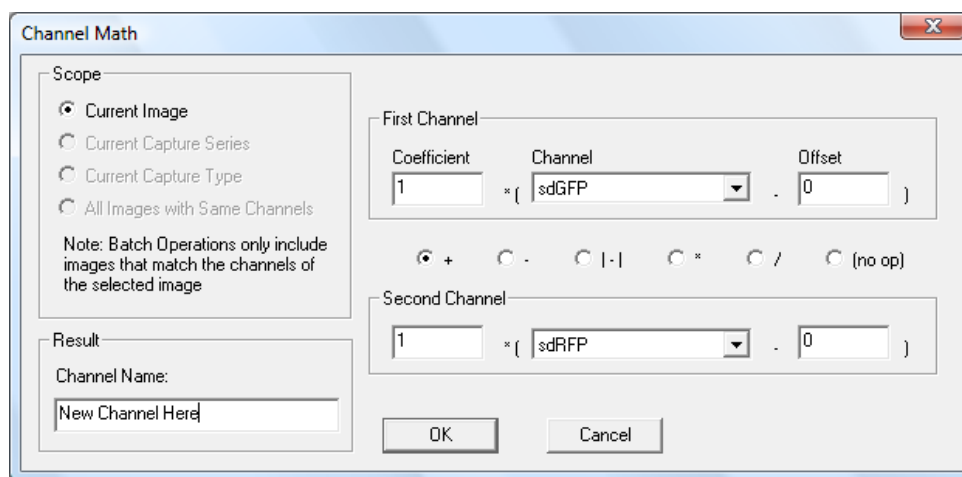 Channel Math
X
Scope
Current Image
Current Capture Series
Current Capture Type
All Images with Same Channels
Note: Batch Operations only include
images that match the channels of
the selected image
Result
Channel Name:
New Channel Here
First Channel
Coefficient Channel Offset
1 * ( sdGFP - 0 )
+ - |-| * / (no op)
Second Channel
1 * ( sdRFP - 0 )
OK Cancel